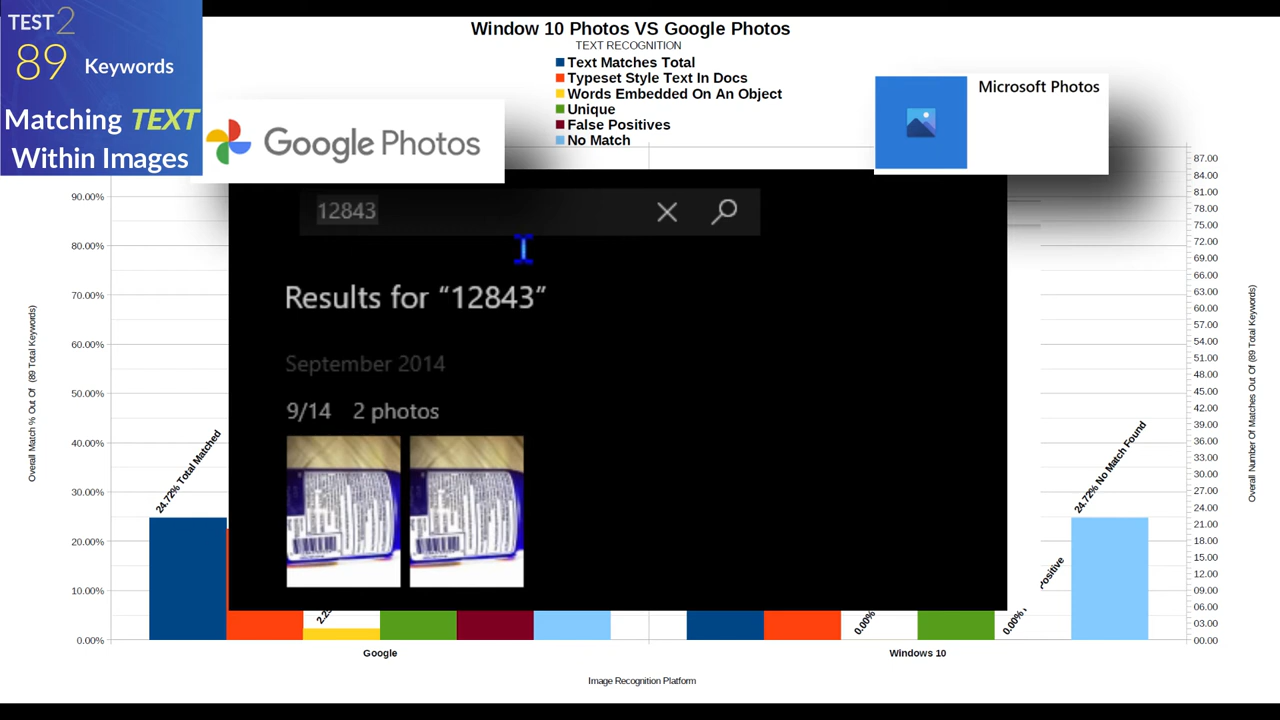 TEST2
89 Keywords
Matching TEXT
Within Images
Window 10 Photos VS Google Photos
TEXT RECOGNITION
Text Matches Total
Typeset Style Text In Docs
Words Embedded On An Object
Unique
False Positives
No Match
Google Photos
Microsoft Photos
12843
Results for “12843”
September 2014
9/14 2 photos
Overall Match % Out Of (89 Total Keywords)
90.00%
80.00%
70.00%
60.00%
50.00%
40.00%
30.00%
20.00%
10.00%
0.00%
24.72% Total Matched
0.00%
0.00%
Positive
24.72% No Match Found
87.00
84.00
81.00
78.00
75.00
72.00
69.00
66.00
63.00
60.00
57.00
54.00
51.00
48.00
45.00
42.00
39.00
36.00
33.00
30.00
27.00
24.00
21.00
18.00
15.00
12.00
09.00
06.00
03.00
00.00
Overall Number Of Matches Out Of (89 Total Keywords)
Google
Windows 10
Image Recognition Platform